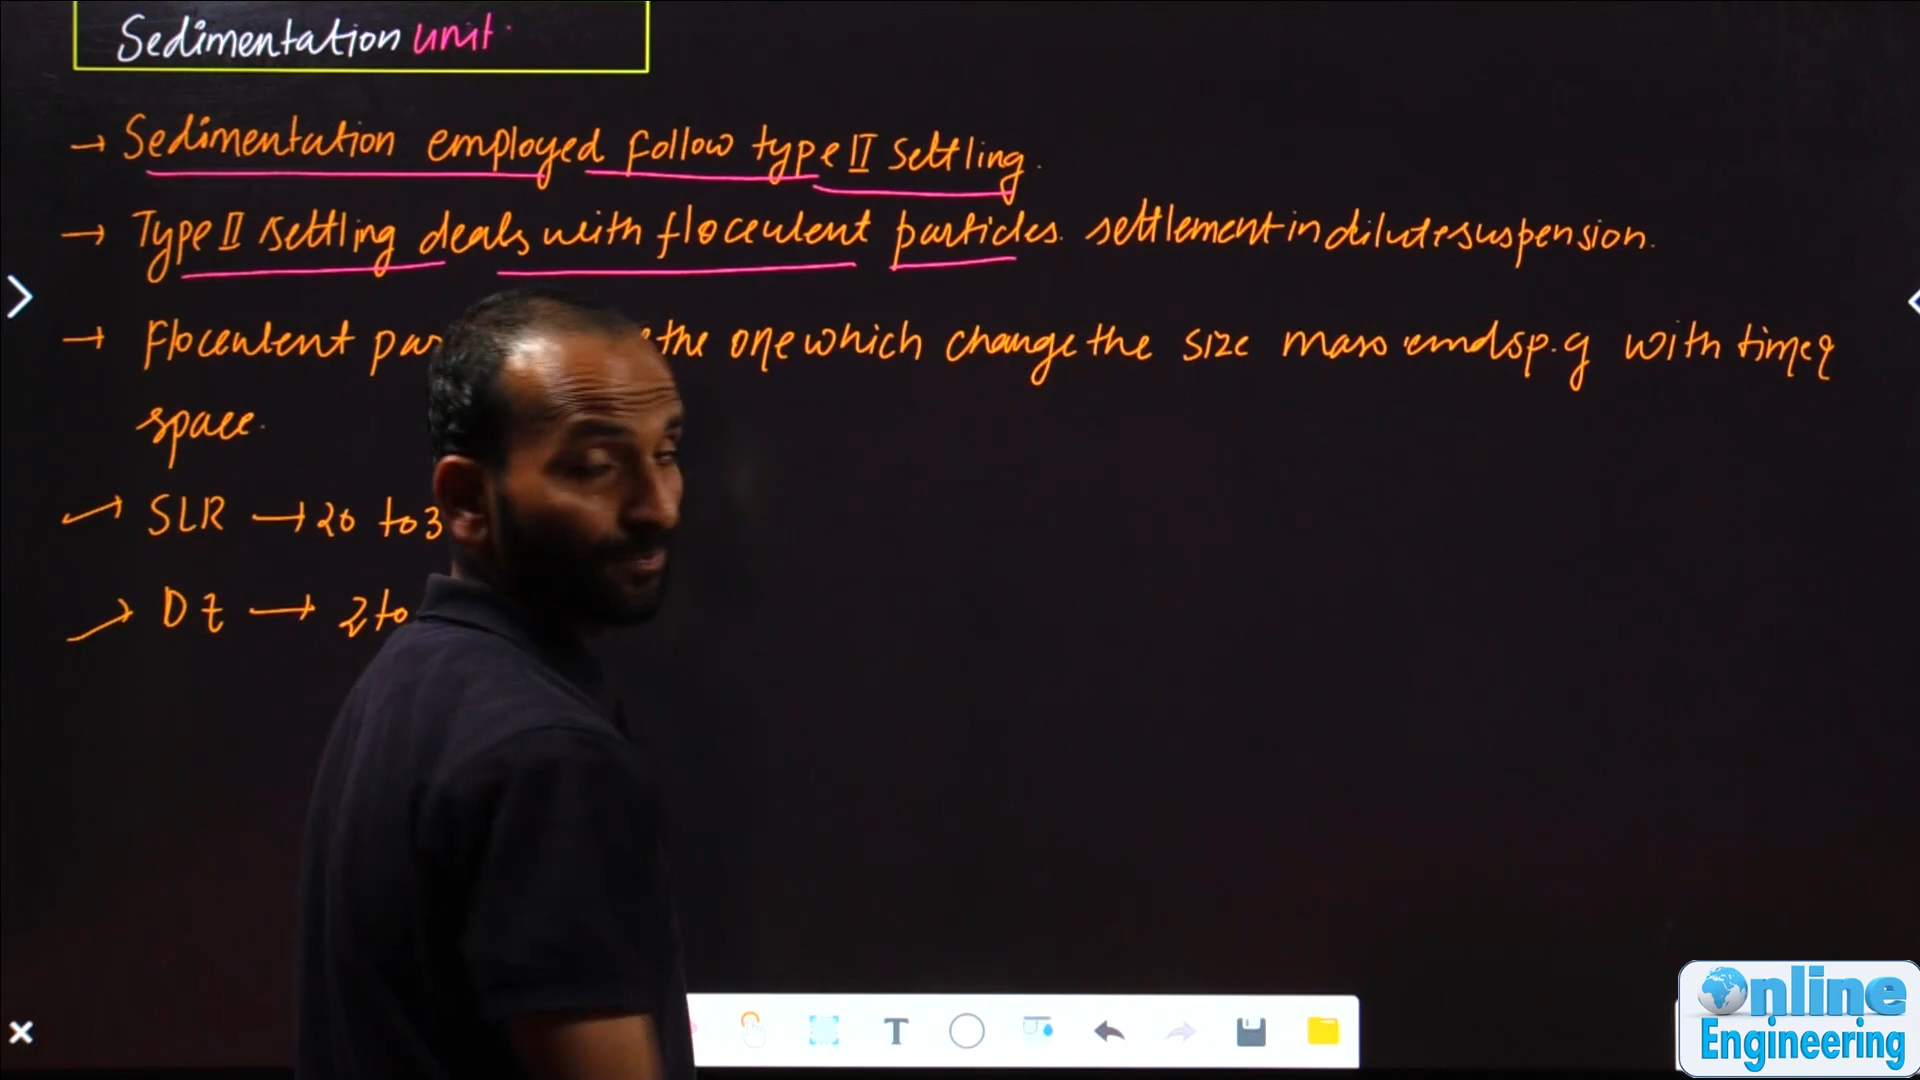 Sedimentation unit.
→ Sedimentation employed follow type II settling.
→ Type II settling deals with flocculent particles. settlement in dilute suspension.
→ Flocculent par the one which change the size mass and sp.g with time &
space.
→ SLR → 20 to 3
→ Dt → 2 to
T
Online
Engineering